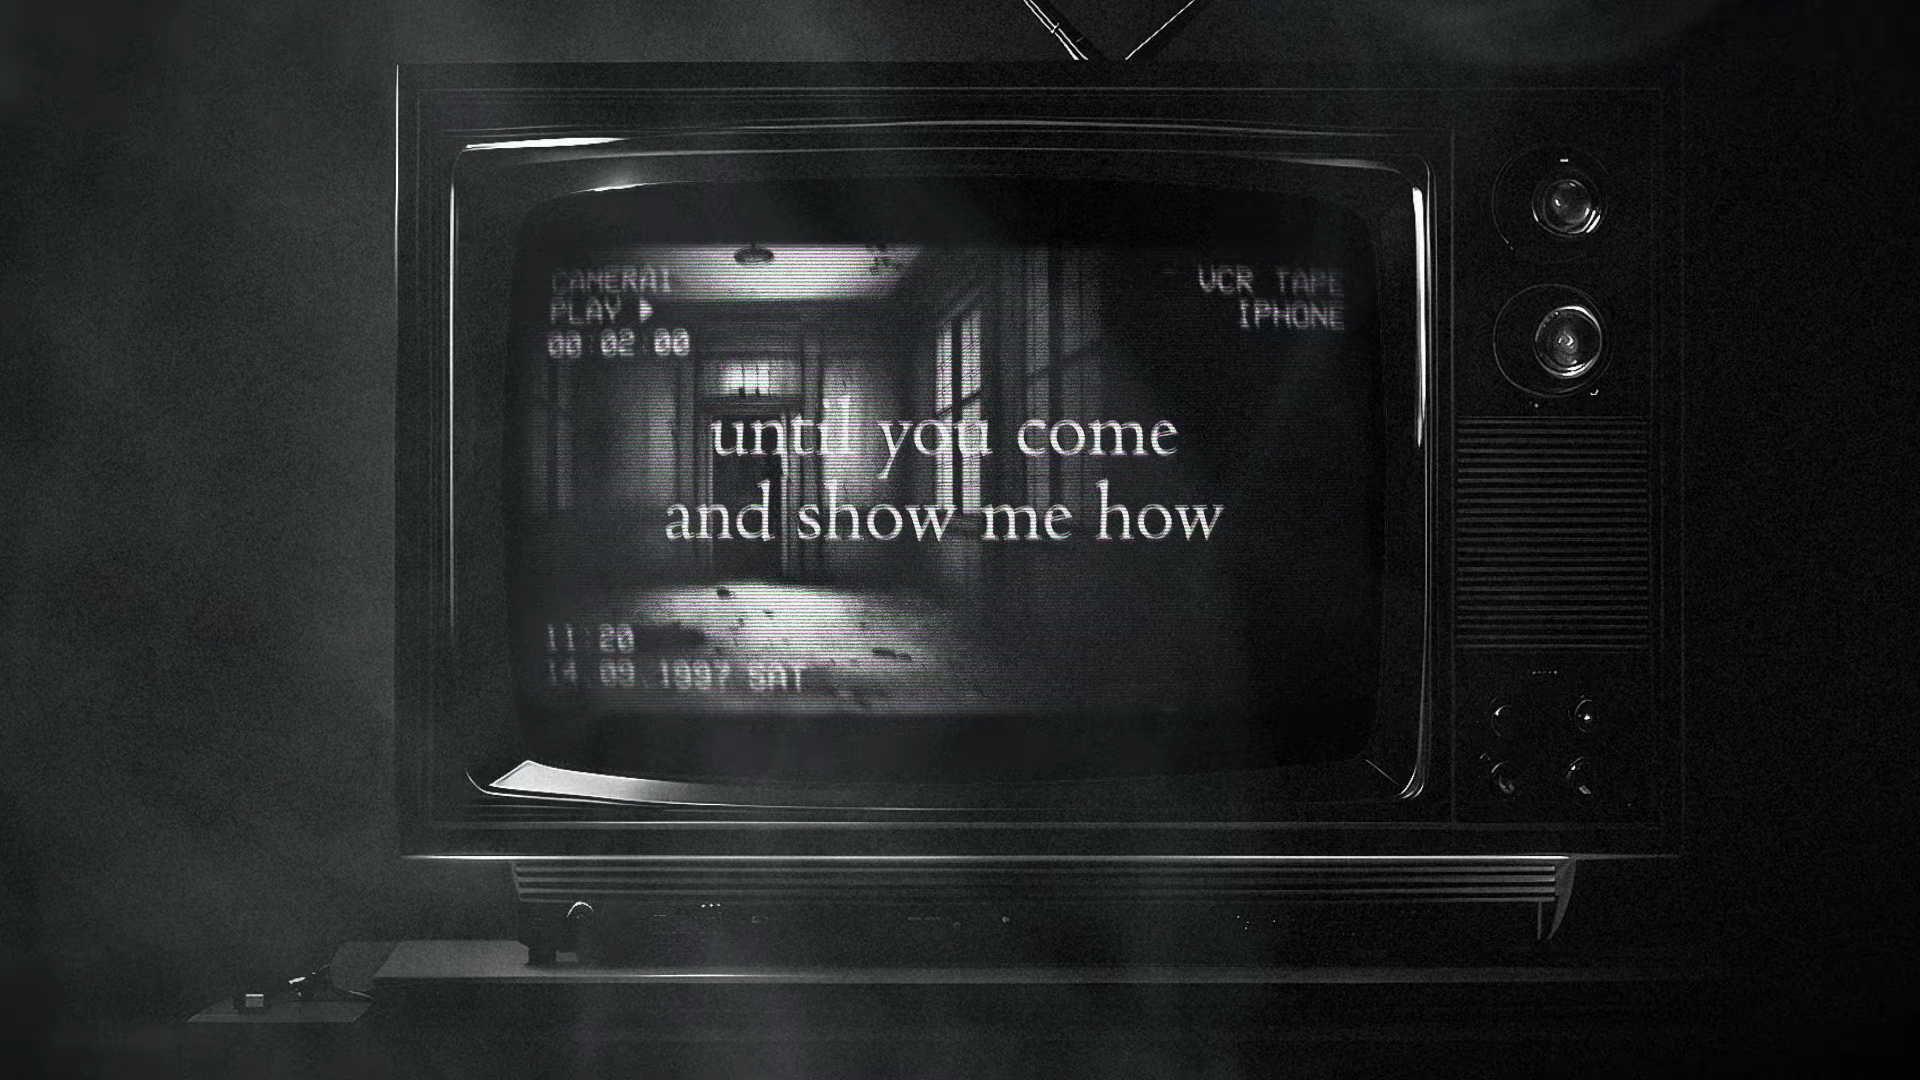 CAMERA1
PLAY
00:02:00
VCR TAPE
IPHONE
until you come
and show me how
11:20
14.09.1997 SAT